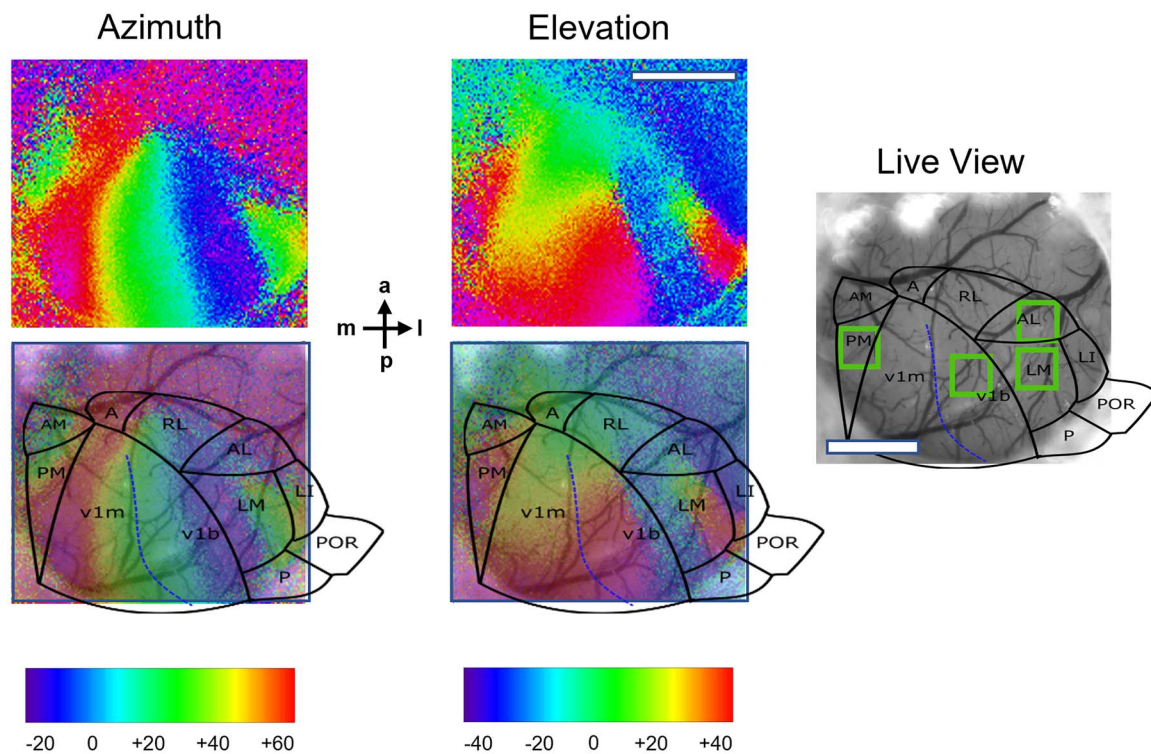 Azimuth
Elevation
Live View
a
m l
p
A
RL
AM
AL
PM
LM
LI
v1m
v1b
POR
P
A
RL
AM
AL
PM
LM
LI
v1m
v1b
POR
P
A
RL
AM
AL
PM
LM
LI
v1m
v1b
POR
P
-20 0 +20 +40 +60
-40 -20 0 +20 +40